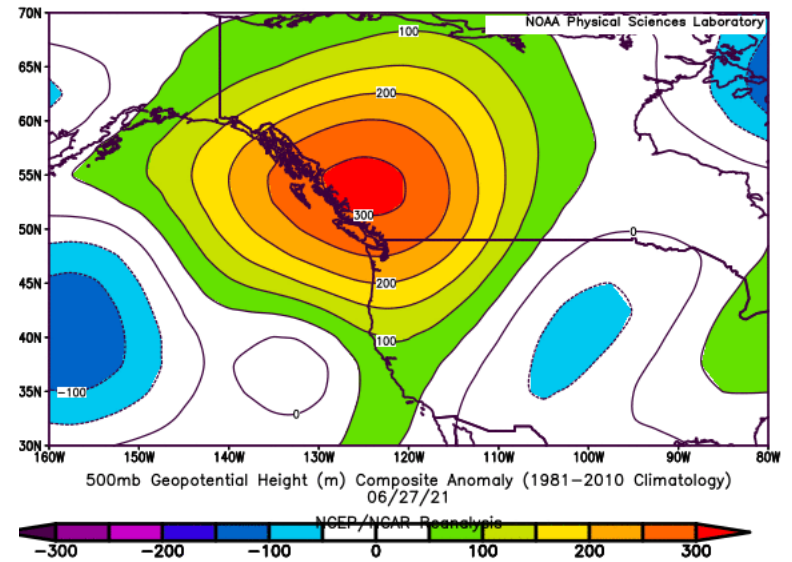 70N
NOAA Physical Sciences Laboratory
100
65N
200
60N
55N
300
50N
0
45N
200
40N
100
35N
-100
0
30N
160W 150W 140W 130W 120W 110W 100W 90W 80W
500mb Geopotential Height (m) Composite Anomaly (1981-2010 Climatology)
06/27/21
NCEP/NCAR Reanalysis
-300 -200 -100 0 100 200 300